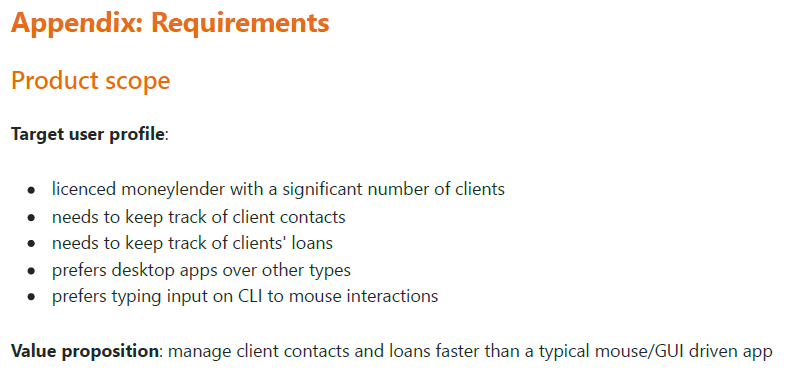 Appendix: Requirements
Product scope
Target user profile:
• licenced moneylender with a significant number of clients
• needs to keep track of client contacts
• needs to keep track of clients' loans
• prefers desktop apps over other types
• prefers typing input on CLI to mouse interactions
Value proposition: manage client contacts and loans faster than a typical mouse/GUI driven app